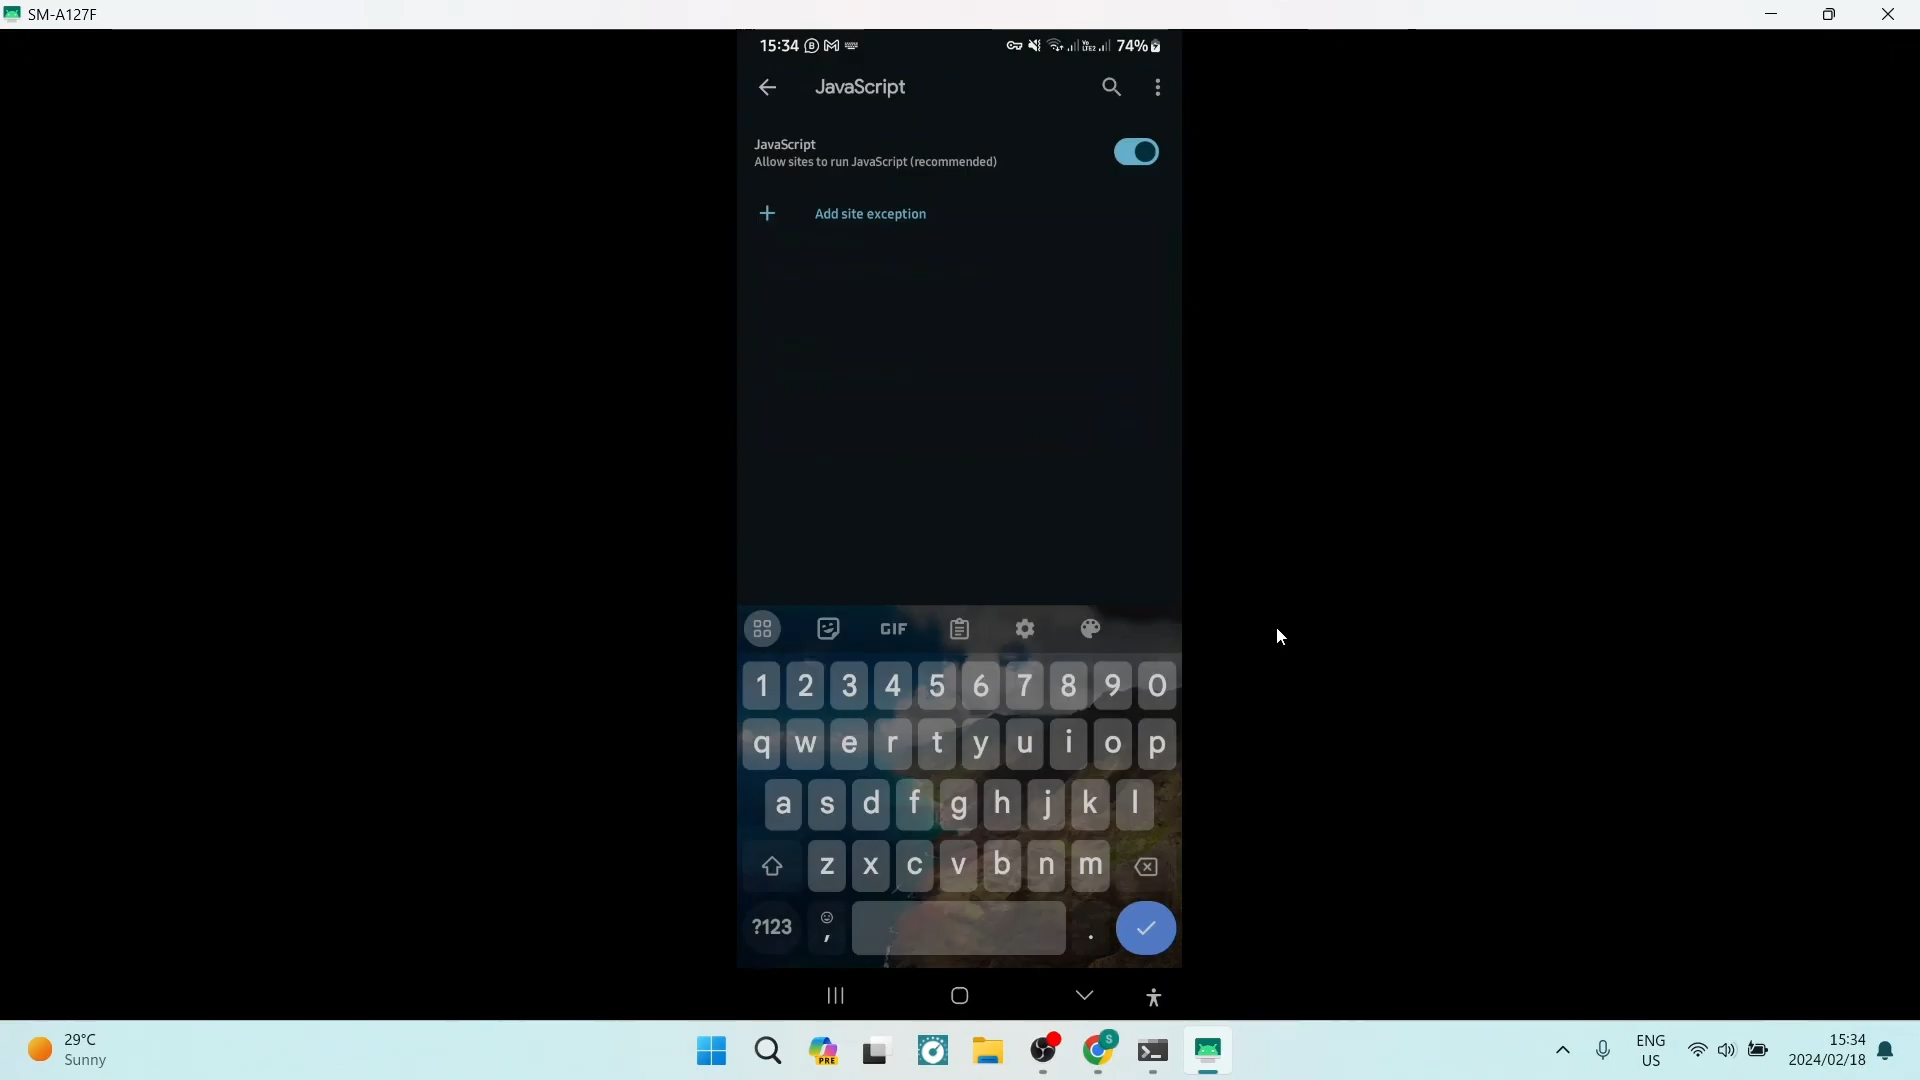 SM-A127F
15:34 74%
JavaScript
JavaScript
Allow sites to run JavaScript (recommended)
Add site exception
GIF
1 2 3 4 5 6 7 8 9 0
q w e r t y u i o p
a s d f g h j k l
z x c v b n m
?123 , .
29°C
Sunny
PRE
S
ENG
US
15:34
2024/02/18